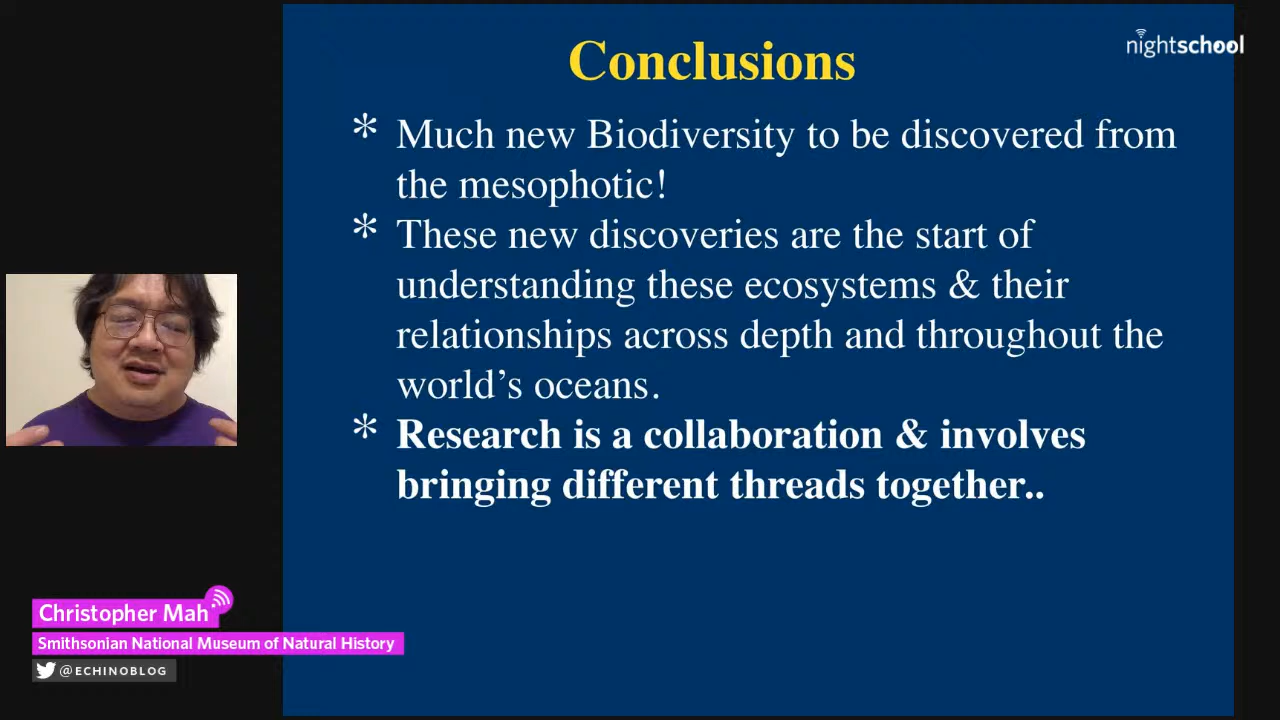 Conclusions
nightschool
* Much new Biodiversity to be discovered from
the mesophotic!
* These new discoveries are the start of
understanding these ecosystems & their
relationships across depth and throughout the
world’s oceans.
* Research is a collaboration & involves
bringing different threads together..
Christopher Mah
Smithsonian National Museum of Natural History
@ECHINOBLOG